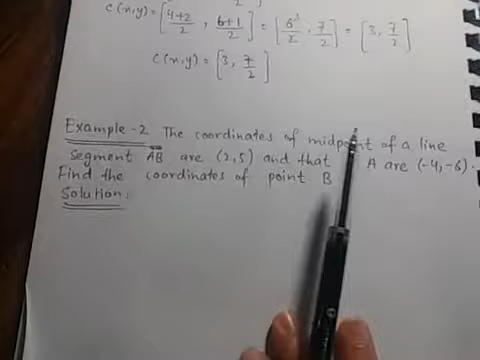 C(x,y) = [4+2/2 , 6+1/2] = [6³/2 , 7/2] = [3, 7/2]
C(x,y) = [3, 7/2]
Example-2 The coordinates of midpoint of a line
segment AB are (2,5) and that A are (-4,-6).
Find the coordinates of point B
Solution: